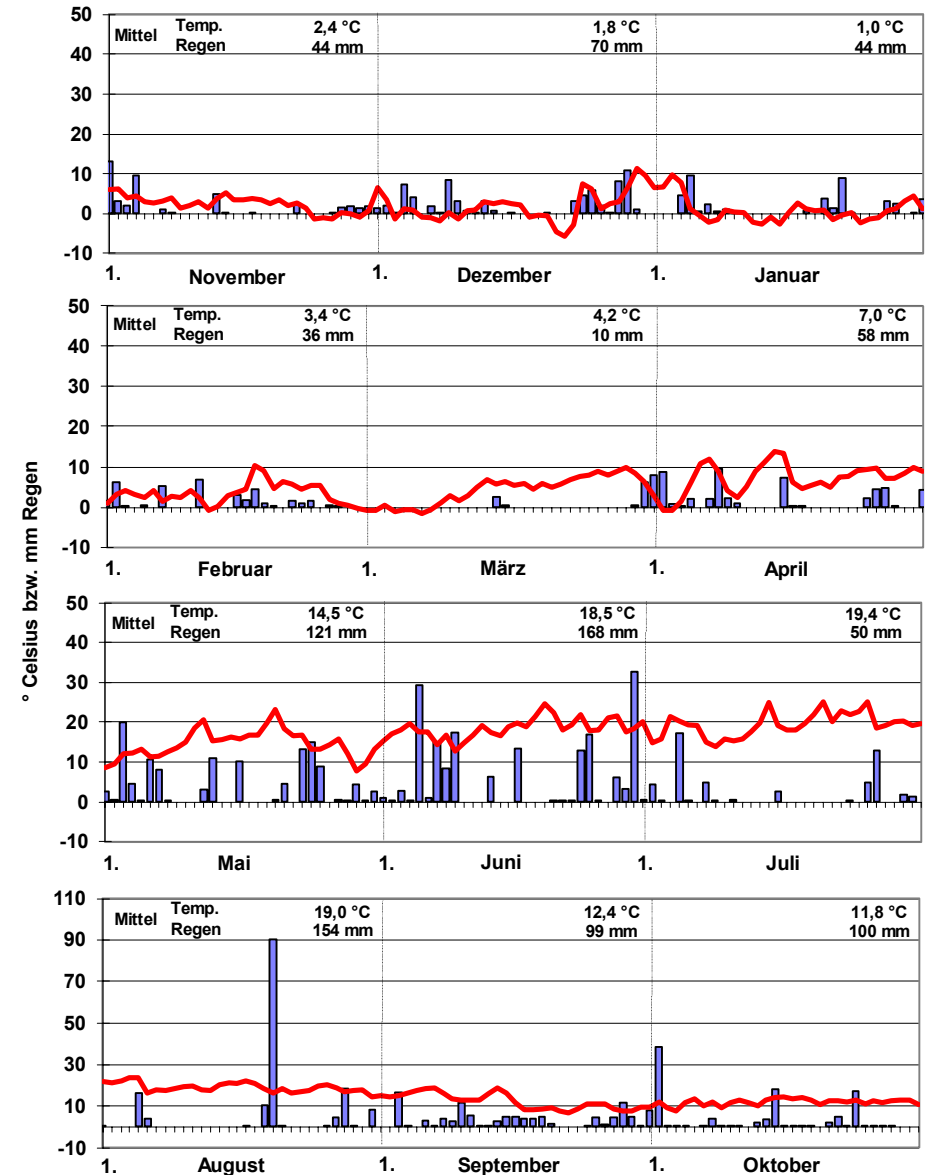 ° Celsius bzw. mm Regen
50
40
30
20
10
0
-10
Mittel Temp. 2,4 °C 1,8 °C 1,0 °C
Regen 44 mm 70 mm 44 mm
1. November 1. Dezember 1. Januar
50
40
30
20
10
0
-10
Mittel Temp. 3,4 °C 4,2 °C 7,0 °C
Regen 36 mm 10 mm 58 mm
1. Februar 1. März 1. April
50
40
30
20
10
0
-10
Mittel Temp. 14,5 °C 18,5 °C 19,4 °C
Regen 121 mm 168 mm 50 mm
1. Mai 1. Juni 1. Juli
110
90
70
50
30
10
-10
Mittel Temp. 19,0 °C 12,4 °C 11,8 °C
Regen 154 mm 99 mm 100 mm
1. August 1. September 1. Oktober